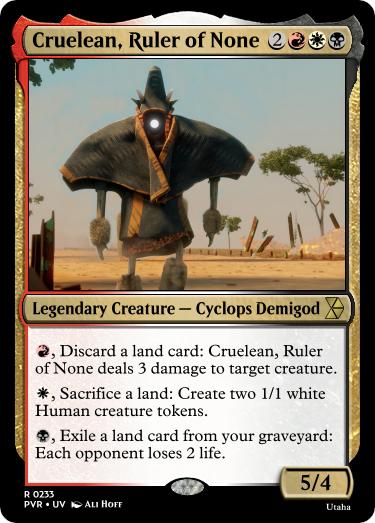 Cruelean, Ruler of None 2
Legendary Creature — Cyclops Demigod
, Discard a land card: Cruelean, Ruler
of None deals 3 damage to target creature.
, Sacrifice a land: Create two 1/1 white
Human creature tokens.
, Exile a land card from your graveyard:
Each opponent loses 2 life.
5/4
R 0233
PVR • UV Ali Hoff
Utaha